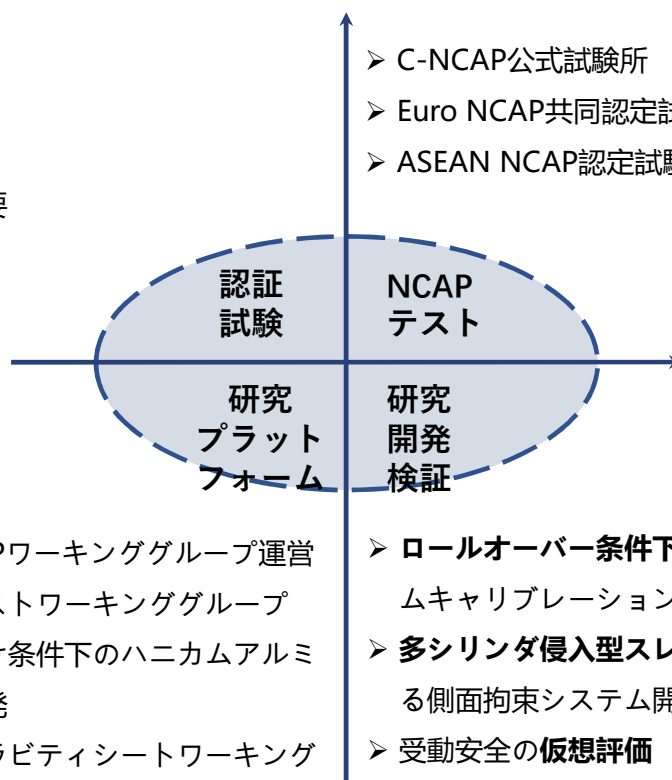 ➢ C-NCAP公式試験所
➢ Euro NCAP共同認定
➢ ASEAN NCAP認定試
要
認証
試験
NCAP
テスト
研究
プラット
フォーム
研究
開発
検証
ワーキンググループ運営
ストワーキンググループ
条件下のハニカムアルミ
➢ ロールオーバー条件下
ムキャリブレーション
➢ 多シリンダ侵入型スレ
る側面拘束システム開
➢ 受動安全の仮想評価
ラビティシートワーキング